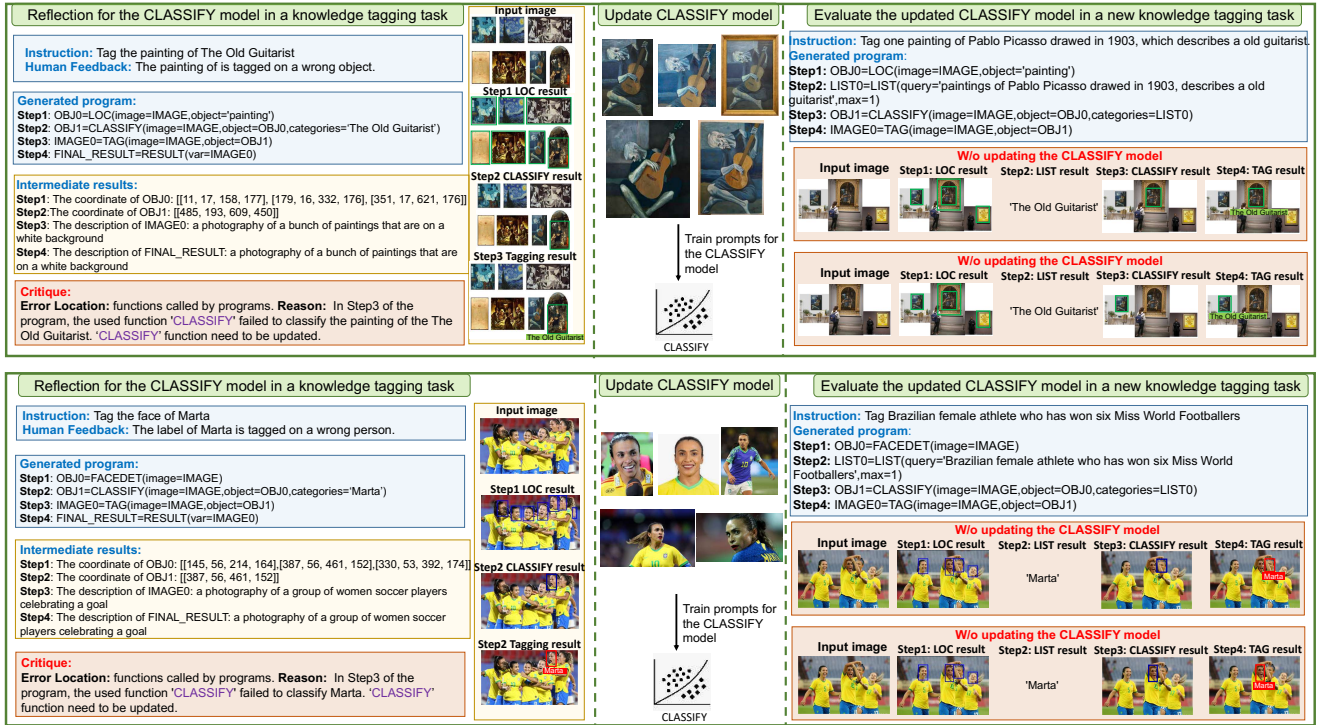 Reflection for the CLASSIFY model in a knowledge tagging task
Instruction: Tag the painting of The Old Guitarist
Human Feedback: The painting of is tagged on a wrong object.
Generated program:
Step1: OBJ0=LOC(image=IMAGE,object='painting')
Step2: OBJ1=CLASSIFY(image=IMAGE,object=OBJ0,categories='The Old Guitarist')
Step3: IMAGE0=TAG(image=IMAGE,object=OBJ1)
Step4: FINAL_RESULT=RESULT(var=IMAGE0)
Intermediate results:
Step1: The coordinate of OBJ0: [[11, 17, 158, 177], [179, 16, 332, 176], [351, 17, 621, 176]]
Step2:The coordinate of OBJ1: [[485, 193, 609, 450]]
Step3: The description of IMAGE0: a photography of a bunch of paintings that are on a
white background
Step4: The description of FINAL_RESULT: a photography of a bunch of paintings that are
on a white background
Critique:
Error Location: functions called by programs. Reason: In Step3 of the
program, the used function 'CLASSIFY' failed to classify the painting of the The
Old Guitarist. 'CLASSIFY' function need to be updated.
Input image
Step1 LOC result
Step2 CLASSIFY result
Step3 Tagging result
The Old Guitarist
Update CLASSIFY model
Train prompts for
the CLASSIFY
model
CLASSIFY
Evaluate the updated CLASSIFY model in a new knowledge tagging task
Instruction: Tag one painting of Pablo Picasso drawed in 1903, which describes a old guitarist.
Generated program:
Step1: OBJ0=LOC(image=IMAGE,object='painting')
Step2: LIST0=LIST(query='paintings of Pablo Picasso drawed in 1903, describes a old
guitarist',max=1)
Step3: OBJ1=CLASSIFY(image=IMAGE,object=OBJ0,categories=LIST0)
Step4: IMAGE0=TAG(image=IMAGE,object=OBJ1)
W/o updating the CLASSIFY model
Input image Step1: LOC result Step2: LIST result Step3: CLASSIFY result Step4: TAG result
'The Old Guitarist'
The Old Guitarist
W/o updating the CLASSIFY model
Input image Step1: LOC result Step2: LIST result Step3: CLASSIFY result Step4: TAG result
'The Old Guitarist'
The Old Guitarist
Reflection for the CLASSIFY model in a knowledge tagging task
Instruction: Tag the face of Marta
Human Feedback: The label of Marta is tagged on a wrong person.
Generated program:
Step1: OBJ0=FACEDET(image=IMAGE)
Step2: OBJ1=CLASSIFY(image=IMAGE,object=OBJ0,categories='Marta')
Step3: IMAGE0=TAG(image=IMAGE,object=OBJ1)
Step4: FINAL_RESULT=RESULT(var=IMAGE0)
Intermediate results:
Step1: The coordinate of OBJ0: [[145, 56, 214, 164],[387, 56, 461, 152],[330, 53, 392, 174]]
Step2: The coordinate of OBJ1: [[387, 56, 461, 152]]
Step3: The description of IMAGE0: a photography of a group of women soccer players
celebrating a goal
Step4: The description of FINAL_RESULT: a photography of a group of women soccer
players celebrating a goal
Critique:
Error Location: functions called by programs. Reason: In Step3 of the
program, the used function 'CLASSIFY' failed to classify Marta. 'CLASSIFY'
function need to be updated.
Input image
Step1 LOC result
Step2 CLASSIFY result
Step2 Tagging result
Marta
Update CLASSIFY model
10
10
Train prompts for
the CLASSIFY
model
CLASSIFY
Evaluate the updated CLASSIFY model in a new knowledge tagging task
Instruction: Tag Brazilian female athlete who has won six Miss World Footballers
Generated program:
Step1: OBJ0=FACEDET(image=IMAGE)
Step2: LIST0=LIST(query='Brazilian female athlete who has won six Miss World
Footballers',max=1)
Step3: OBJ1=CLASSIFY(image=IMAGE,object=OBJ0,categories=LIST0)
Step4: IMAGE0=TAG(image=IMAGE,object=OBJ1)
W/o updating the CLASSIFY model
Input image Step1: LOC result Step2: LIST result Step3: CLASSIFY result Step4: TAG result
'Marta'
Marta
W/o updating the CLASSIFY model
Input image Step1: LOC result Step2: LIST result Step3: CLASSIFY result Step4: TAG result
'Marta'
Marta